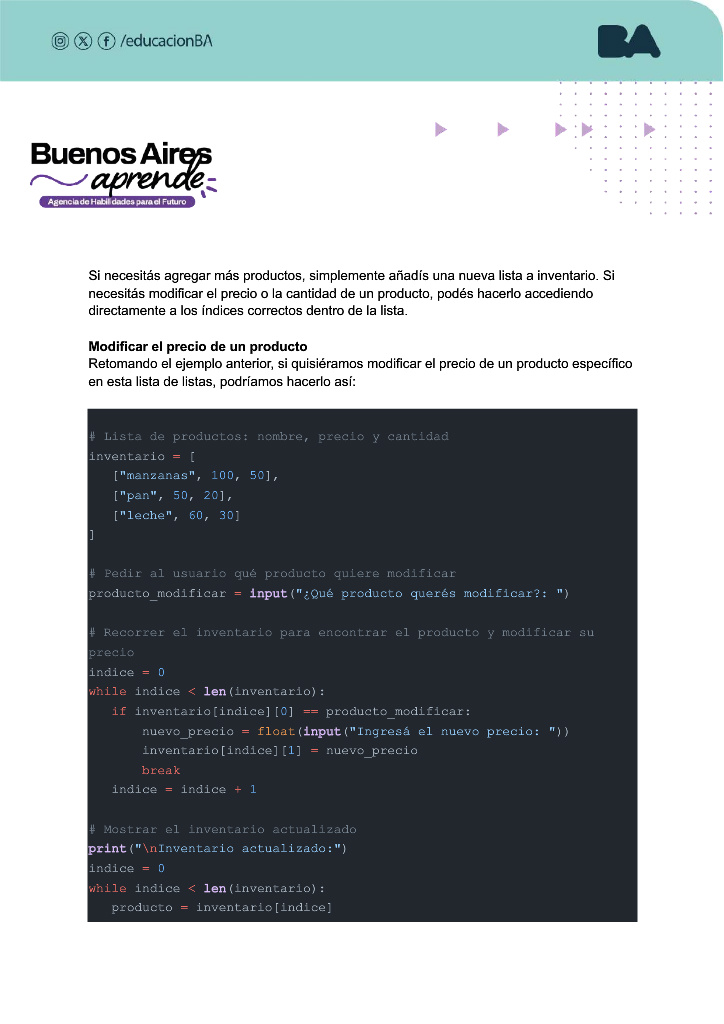 /educacionBA
BA
Buenos Aires
aprende
Agencia de Habilidades para el Futuro
Si necesitás agregar más productos, simplemente añadís una nueva lista a inventario. Si
necesitás modificar el precio o la cantidad de un producto, podés hacerlo accediendo
directamente a los índices correctos dentro de la lista.
Modificar el precio de un producto
Retomando el ejemplo anterior, si quisiéramos modificar el precio de un producto específico
en esta lista de listas, podríamos hacerlo así:
# Lista de productos: nombre, precio y cantidad
inventario = [
   ["manzanas", 100, 50],
   ["pan", 50, 20],
   ["leche", 60, 30]
]
# Pedir al usuario qué producto quiere modificar
producto_modificar = input("¿Qué producto querés modificar?: ")
# Recorrer el inventario para encontrar el producto y modificar su
precio
indice = 0
while indice < len(inventario):
   if inventario[indice][0] == producto_modificar:
       nuevo_precio = float(input("Ingresá el nuevo precio: "))
       inventario[indice][1] = nuevo_precio
       break
   indice = indice + 1
# Mostrar el inventario actualizado
print("\nInventario actualizado:")
indice = 0
while indice < len(inventario):
   producto = inventario[indice]